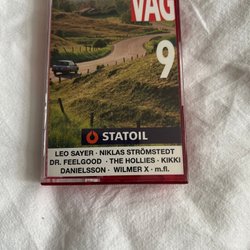 VÄG
9
STATOIL
LEO SAYER · NIKLAS STRÖMSTEDT
DR. FEELGOOD · THE HOLLIES · KIKKI
DANIELSSON · WILMER X · m.fl.